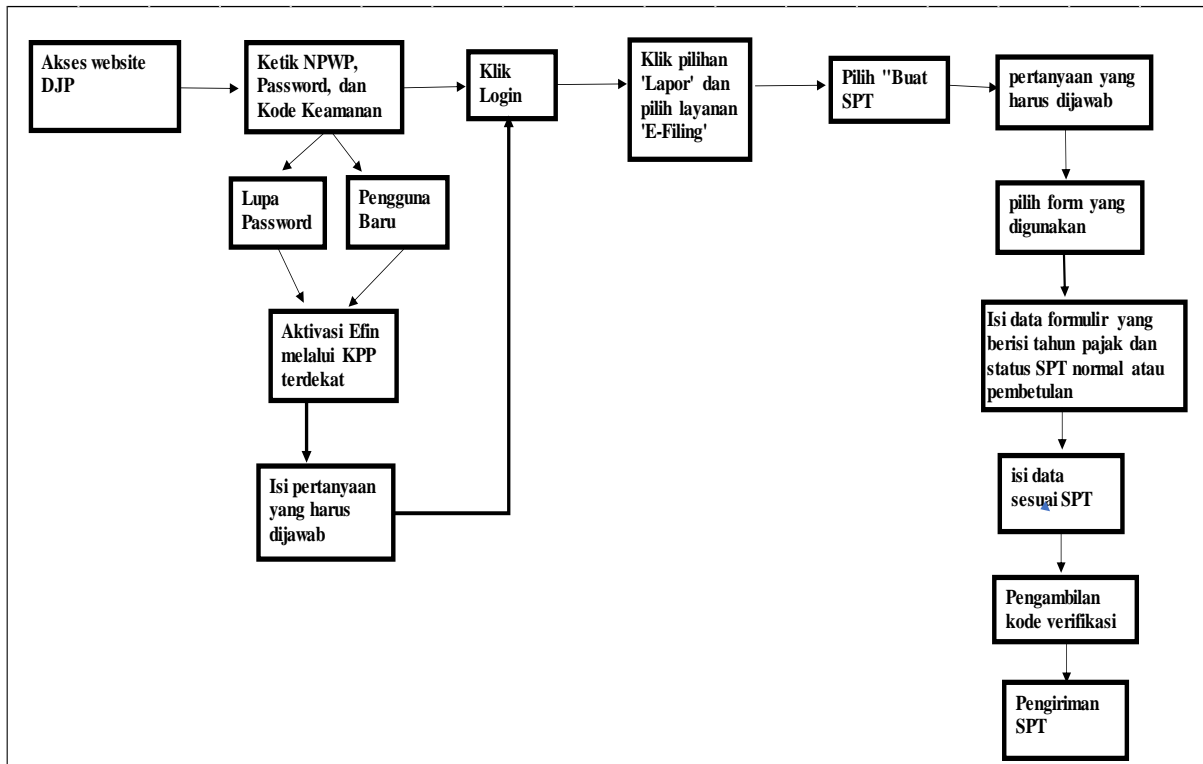 Akses website
DJP
Ketik NPWP,
Password, dan
Kode Keamanan
Klik
Login
Klik pilihan
'Lapor' dan
pilih layanan
'E-Filing'
Pilih "Buat
SPT
pertanyaan yang
harus dijawab
Lupa
Password
Pengguna
Baru
pilih form yang
digunakan
Aktivasi Efin
melalui KPP
terdekat
Isi data formulir yang
berisi tahun pajak dan
status SPT normal atau
pembetulan
Isi pertanyaan
yang harus
dijawab
isi data
sesuai SPT
Pengambilan
kode verifikasi
Pengiriman
SPT